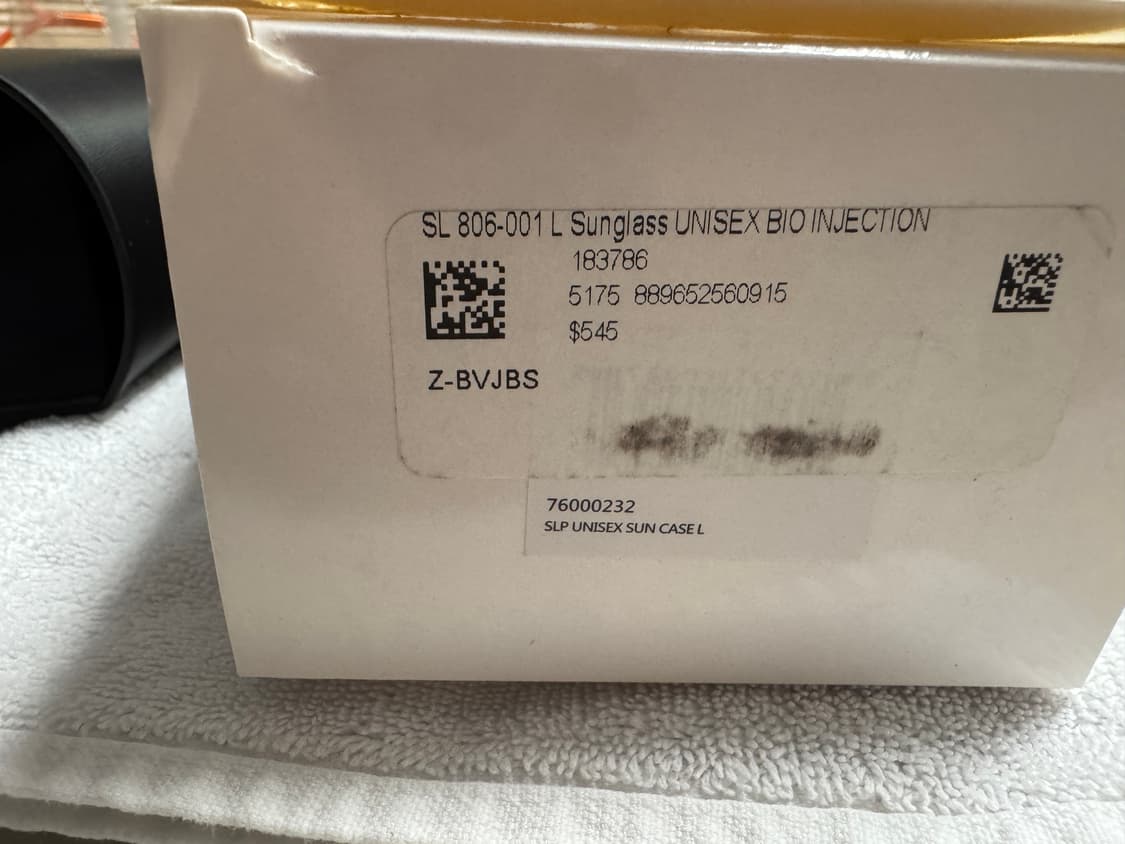 SL 806-001 L Sunglass UNISEX BIO INJECTION
183786
5175 889652560915
$545
Z-BVJBS
76000232
SLP UNISEX SUN CASE L